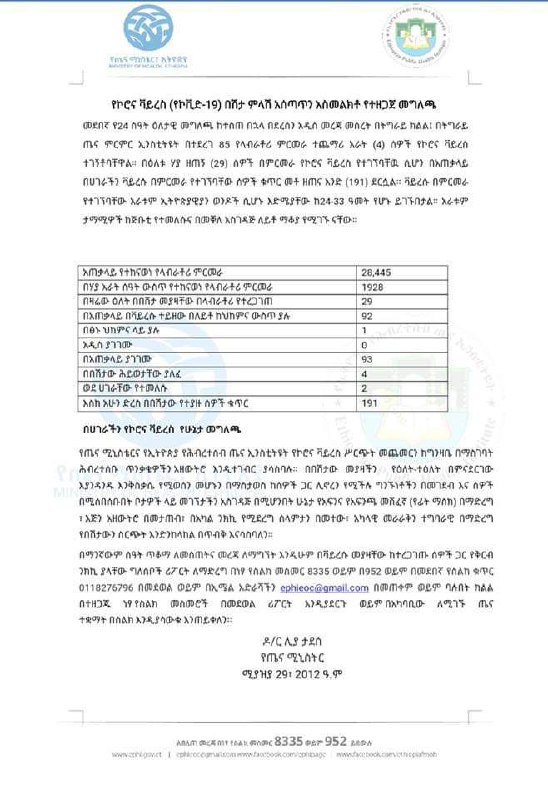 የጤና ሚኒስቴር ኢትዮጵያ
MINISTRY OF HEALTH, ETHIOPIA
Ethiopian Public Health Institute
የኮሮና ቫይረስ (የኮቪድ-19) በሽታ ምላሽ አሰጣጥን አስመልክቶ የተዘጋጀ መግለጫ
መደበኛ የ24 ሰዓት ዕለታዊ መግለጫ ከተሰጠ በኋላ በደረሰን አዲስ መረጃ መሰረት በትግራይ ክልል፤ በትግራይ
ጤና ምርምር ኢንስቲትዩት በተደረገ 85 የላብራቶሪ ምርመራ ተጨማሪ አራት (4) ሰዎች የኮሮና ቫይረስ
ተገኝቶባቸዋል። በዕለቱ ሃያ ዘጠኝ (29) ሰዎች በምርመራ የኮሮና ቫይረስ የተገኘባቸዉ ሲሆን በአጠቃላይ
በሀገራችን ቫይረሱ በምርመራ የተገኘባቸው ሰዎች ቁጥር መቶ ዘጠና አንድ (191) ደርሷል። ቫይረሱ በምርመራ
የተገኘባቸው አራቱም ኢትዮጵያዊያን ወንዶች ሲሆኑ እድሜያቸው ከ24-33 ዓመት የሆኑ ይገኙበታል። አራቱም
ታማሚዎች ከጅቡቲ የተመለሱና በመቐለ አስገዳጅ ለይቶ ማቆያ የሚገኙ ናቸው።
አጠቃላይ የተከናወነ የላብራቶሪ ምርመራ 28,445
በሃያ አራት ሰዓት ውስጥ የተከናወነ የላብራቶሪ ምርመራ 1928
በዛሬው ዕለት በበሽታ መያዛቸው በላብራቶሪ የተረጋገጠ 29
በአጠቃላይ በቫይረሱ ተይዘው በለይቶ ሕክምና ውስጥ ያሉ 92
በፅኑ ህክምና ላይ ያሉ 1
አዲስ ያገገሙ 0
በአጠቃላይ ያገገሙ 93
በበሽታው ሕይወታቸው ያለፈ 4
ወደ ሀገራቸው የተመለሱ 2
እስከ አሁን ድረስ በበሽታው የተያዙ ሰዎች ቁጥር 191
በሀገራችን የኮሮና ቫይረስ የሁኔታ መግለጫ
የጤና ሚኒስቴርና የኢትዮጵያ የሕብረተሰብ ጤና ኢንስቲትዩት የኮሮና ቫይረስ ሥርጭት መጨመርን ከግንዛቤ በማስገባት
ሕብረተሰቡ ጥንቃቄዎችን አዘውትሮ እንዲተገብር ያሳስባሉ። በበሽታው መያዛችን የዕለት-ተዕለት በምናደርገው
እያንዳንዱ እንቅስቃሴ የሚወሰን መሆኑን በማስታወስ ከሰዎች ጋር ሊኖረን የሚችሉ ግንኙነቶችን በመገደብ እና ሰዎች
በሚሰበሰቡበት ቦታዎች ላይ መገኘታችን አስገዳጅ በሚሆንበት ሁኔታ የአፍና የአፍንጫ መሸፈኛ (የፊት ማስክ) በማድረግ
፣ እጅን አዘውትሮ በመታጠብ፣ በአካል ንክኪ የሚደረግ ሰላምታን በመተው፣ አካላዊ መራራቅን ተግባራዊ በማድረግ
የበሽታውን ስርጭት እንድንከላከል በጥብቅ እናሳስባለን።
በማንኛውም ሰዓት ጥቆማ ለመስጠትና መረጃ ለማግኘት እንዲሁም በቫይረሱ መያዛቸው ከተረጋገጡ ሰዎች ጋር የቅርብ
ንክኪ ያላቸው ግለሰቦች ሪፖርት ለማድረግ በነፃ የስልክ መስመር 8335 ወይም በ952 ወይም በመደበኛ የስልክ ቁጥር
0118276796 በመደወል ወይም በኢሜል አድራሻችን ephieoc@gmail.com በመጠቀም ወይም ባሉበት ክልል
በተዘጋጁ ነፃ የስልክ መስመሮች በመደወል ሪፖርት እንዲያደርጉ ወይም በአካባቢው ለሚገኙ ጤና
ተቋማት በስልክ እንዲያሳውቁ እንጠይቃለን።
ዶ/ር ሊያ ታደሰ
የጤና ሚኒስትር
ሚያዝያ 29፣ 2012 ዓ.ም
ለበለጠ መረጃ በነፃ የስልክ መስመር 8335 ወይም 952 ይደውሉ
www.ephi.gov.et | ephieoc@gmail.com www.facebook.com/ephipage | www.facebook.com/ethiopiafmoh